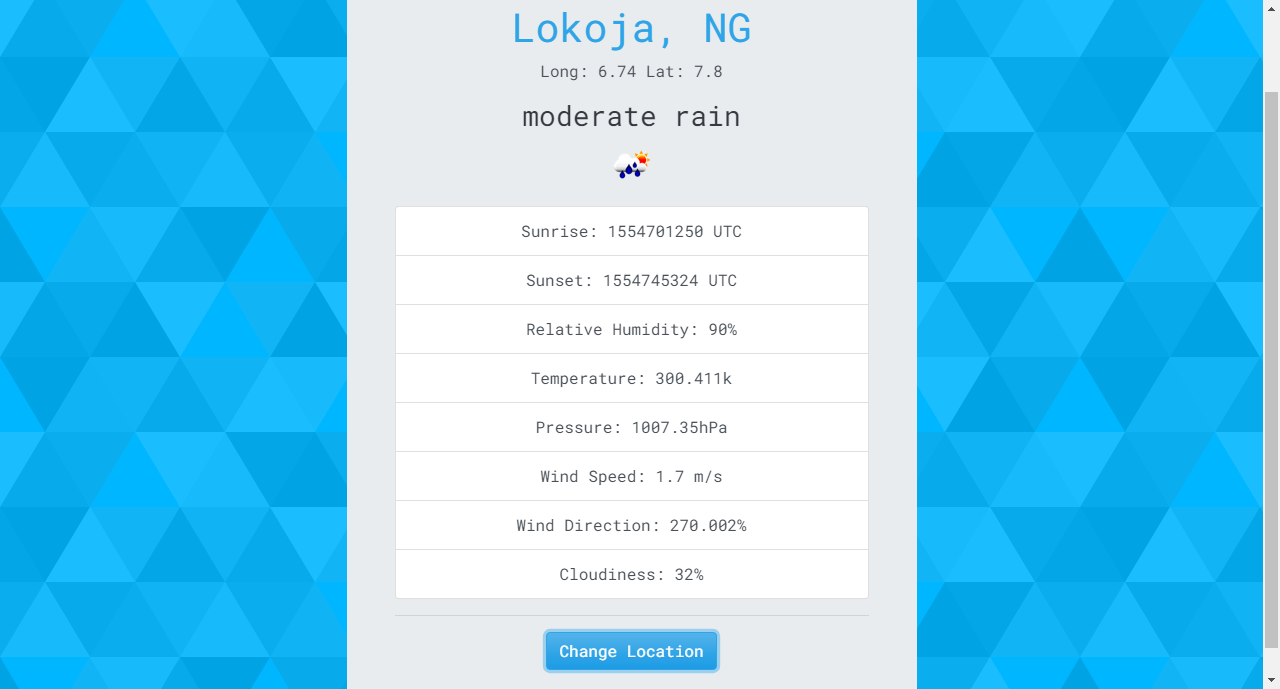 Lokoja, NG
Long: 6.74 Lat: 7.8
moderate rain
Sunrise: 1554701250 UTC
Sunset: 1554745324 UTC
Relative Humidity: 90%
Temperature: 300.411k
Pressure: 1007.35hPa
Wind Speed: 1.7 m/s
Wind Direction: 270.002%
Cloudiness: 32%
Change Location